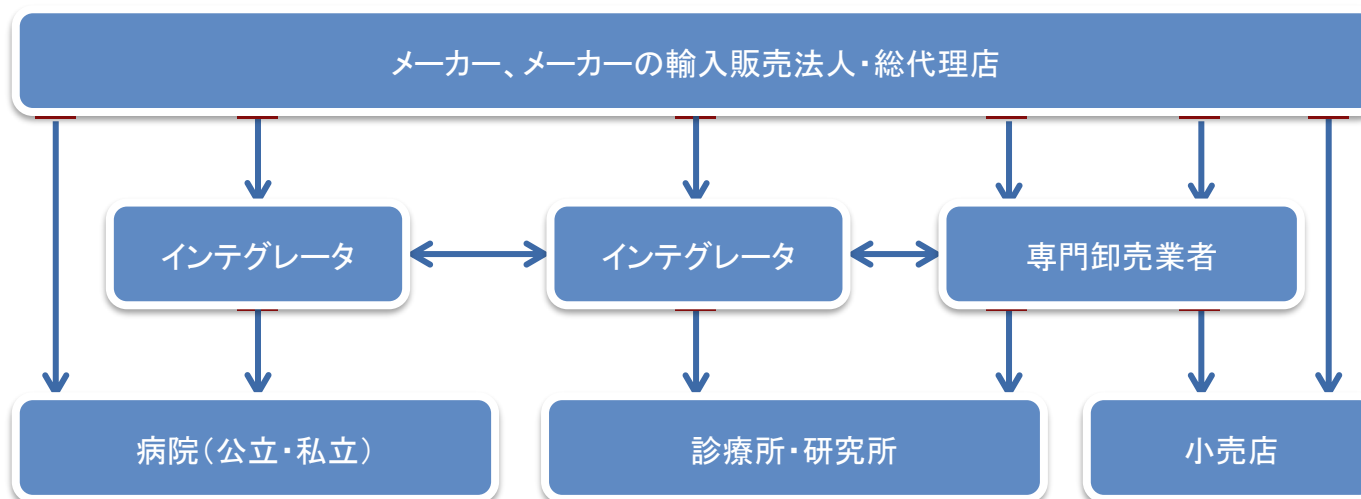 メーカー、メーカーの輸入販売法人・総代理店
インテグレータ
インテグレータ
専門卸売業者
病院(公立・私立)
診療所・研究所
小売店